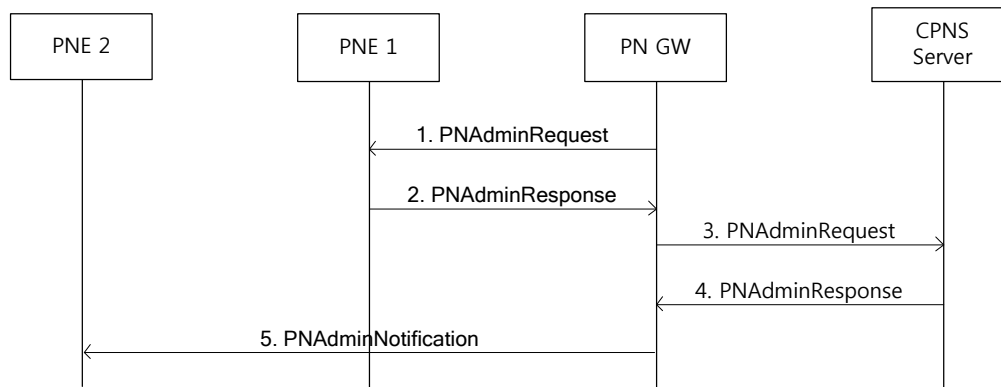 PNE 2
PNE 1
PN GW
CPNS
Server
1. PNAdminRequest
2. PNAdminResponse
3. PNAdminRequest
4. PNAdminResponse
5. PNAdminNotification